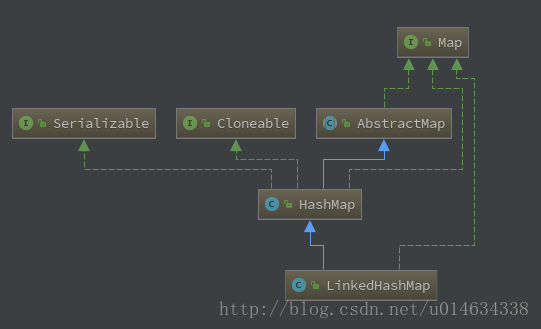 I Map
I Serializable
I Cloneable
C AbstractMap
C HashMap
C LinkedHashMap
http://blog.csdn.net/u014634338